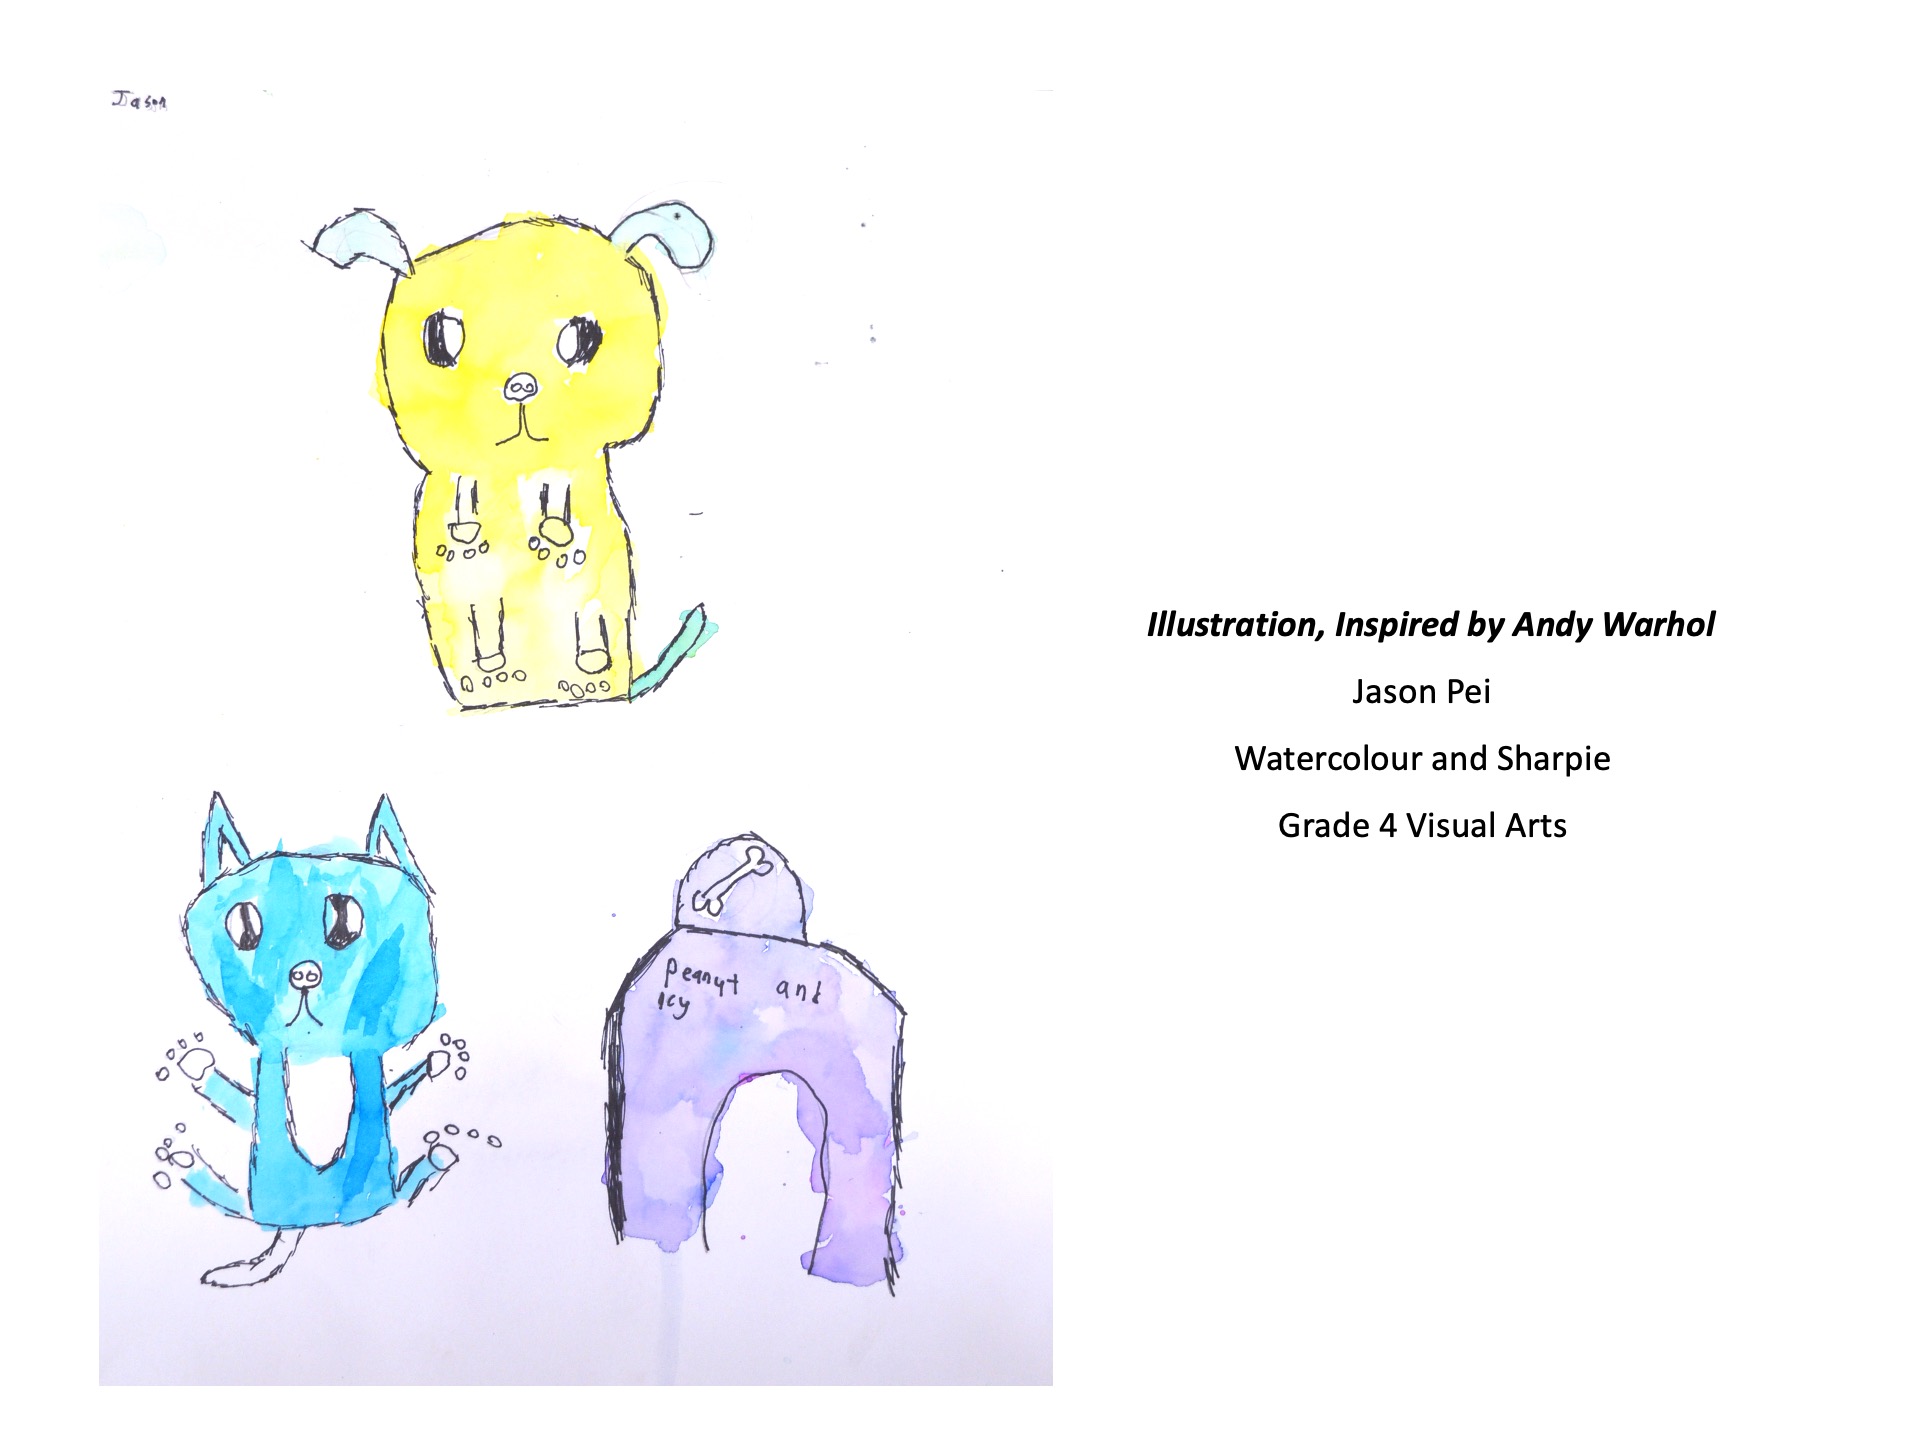 Jason
Peanut and
Icy
Illustration, Inspired by Andy Warhol
Jason Pei
Watercolour and Sharpie
Grade 4 Visual Arts